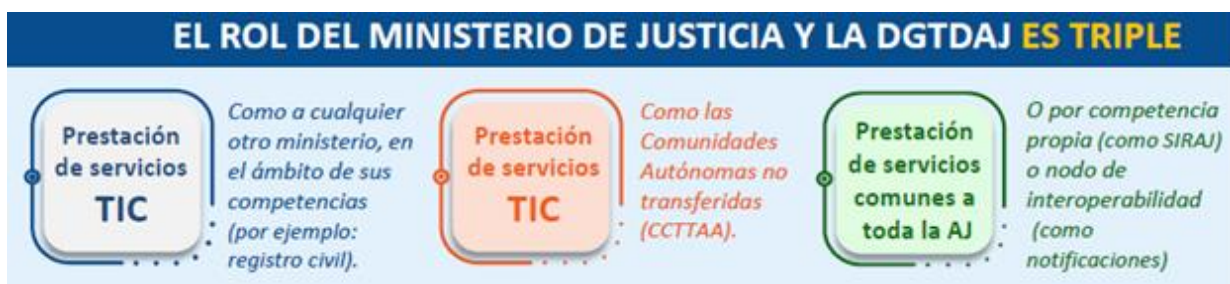 EL ROL DEL MINISTERIO DE JUSTICIA Y LA DGTDAJ ES TRIPLE
Prestación
de servicios
TIC
Como a cualquier
otro ministerio, en
el ámbito de sus
competencias
(por ejemplo:
registro civil).
Prestación
de servicios
TIC
Como las
Comunidades
Autónomas no
transferidas
(CCTTAA).
Prestación
de servicios
comunes a
toda la AJ
O por competencia
propia (como SIRAJ)
o nodo de
interoperabilidad
(como
notificaciones)